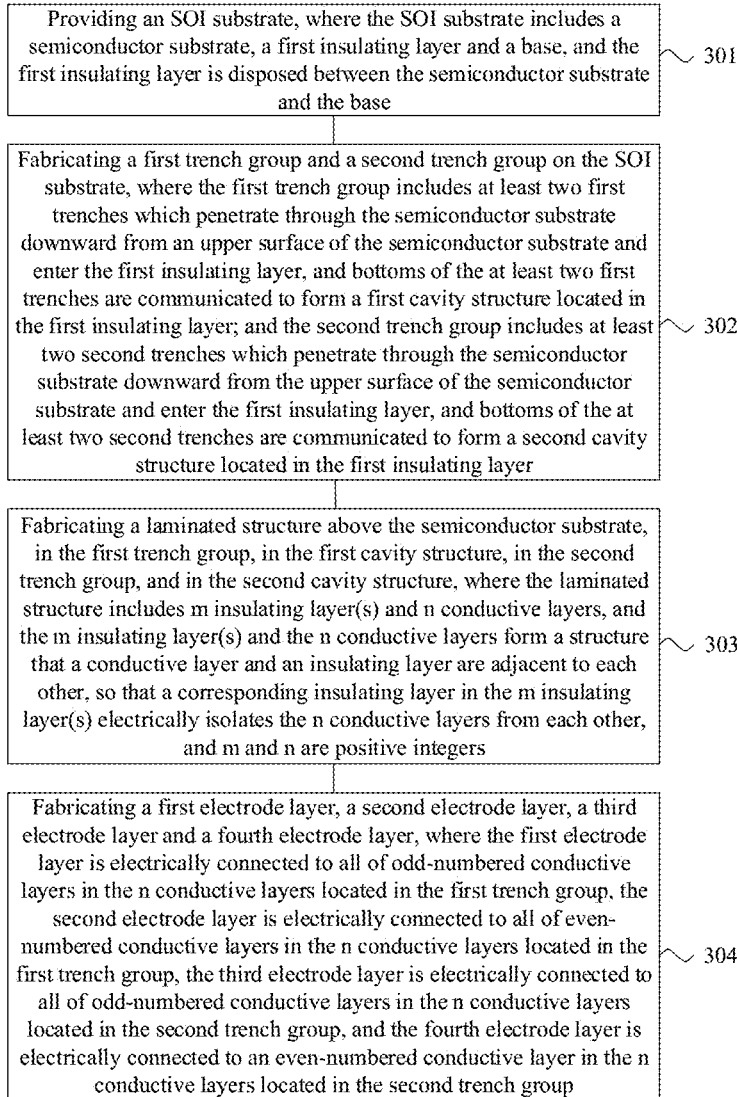 Providing an SOI substrate, where the SOI substrate includes a
semiconductor substrate, a first insulating layer and a base, and the
first insulating layer is disposed between the semiconductor substrate
and the base
301
Fabricating a first trench group and a second trench group on the SOI
substrate, where the first trench group includes at least two first
trenches which penetrate through the semiconductor substrate
downward from an upper surface of the semiconductor substrate and
enter the first insulating layer, and bottoms of the at least two first
trenches are communicated to form a first cavity structure located in
the first insulating layer; and the second trench group includes at least
two second trenches which penetrate through the semiconductor
substrate downward from the upper surface of the semiconductor
substrate and enter the first insulating layer, and bottoms of the at
least two second trenches are communicated to form a second cavity
structure located in the first insulating layer
302
Fabricating a laminated structure above the semiconductor substrate,
in the first trench group, in the first cavity structure, in the second
trench group, and in the second cavity structure, where the laminated
structure includes m insulating layer(s) and n conductive layers, and
the m insulating layer(s) and the n conductive layers form a structure
that a conductive layer and an insulating layer are adjacent to each
other, so that a corresponding insulating layer in the m insulating
layer(s) electrically isolates the n conductive layers from each other,
and m and n are positive integers
303
Fabricating a first electrode layer, a second electrode layer, a third
electrode layer and a fourth electrode layer, where the first electrode
layer is electrically connected to all of odd-numbered conductive
layers in the n conductive layers located in the first trench group, the
second electrode layer is electrically connected to all of even-
numbered conductive layers in the n conductive layers located in the
first trench group, the third electrode layer is electrically connected to
all of odd-numbered conductive layers in the n conductive layers
located in the second trench group, and the fourth electrode layer is
electrically connected to an even-numbered conductive layer in the n
conductive layers located in the second trench group
304